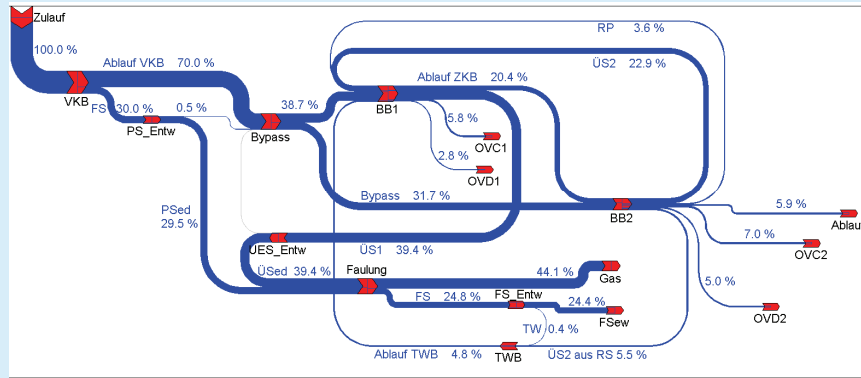 Zulauf
100.0 %
Ablauf VKB 70.0 %
VKB
FS 30.0 %
0.5 %
PS_Entw
Bypass
38.7 %
RP 3.6 %
ÜS2 22.9 %
Ablauf ZKB 20.4 %
BB1
5.8 %
OVC1
2.8 %
OVD1
Bypass 31.7 %
BB2
5.9 %
Ablauf
7.0 %
OVC2
5.0 %
OVD2
PSed
29.5 %
UES_Entw
ÜS1 39.4 %
ÜSed 39.4 %
Faulung
44.1 %
Gas
FS 24.8 %
FS_Entw
24.4 %
FSew
TW 0.4 %
Ablauf TWB 4.8 %
TWB
ÜS2 aus RS 5.5 %